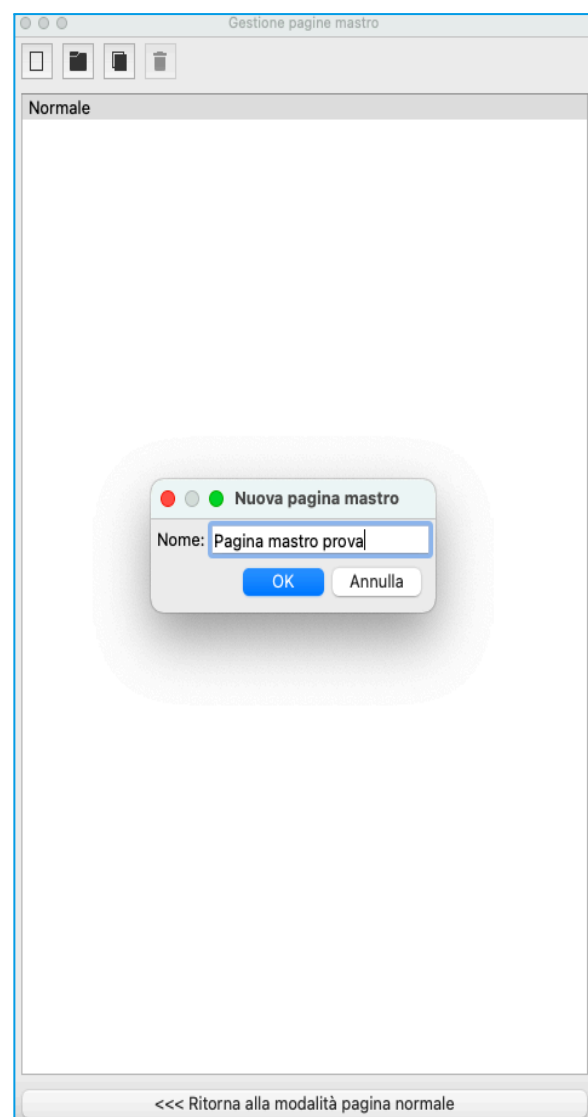 Gestione pagine mastro
Normale
Nuova pagina mastro
Nome: Pagina mastro prova
OK Annulla
<<< Ritorna alla modalità pagina normale